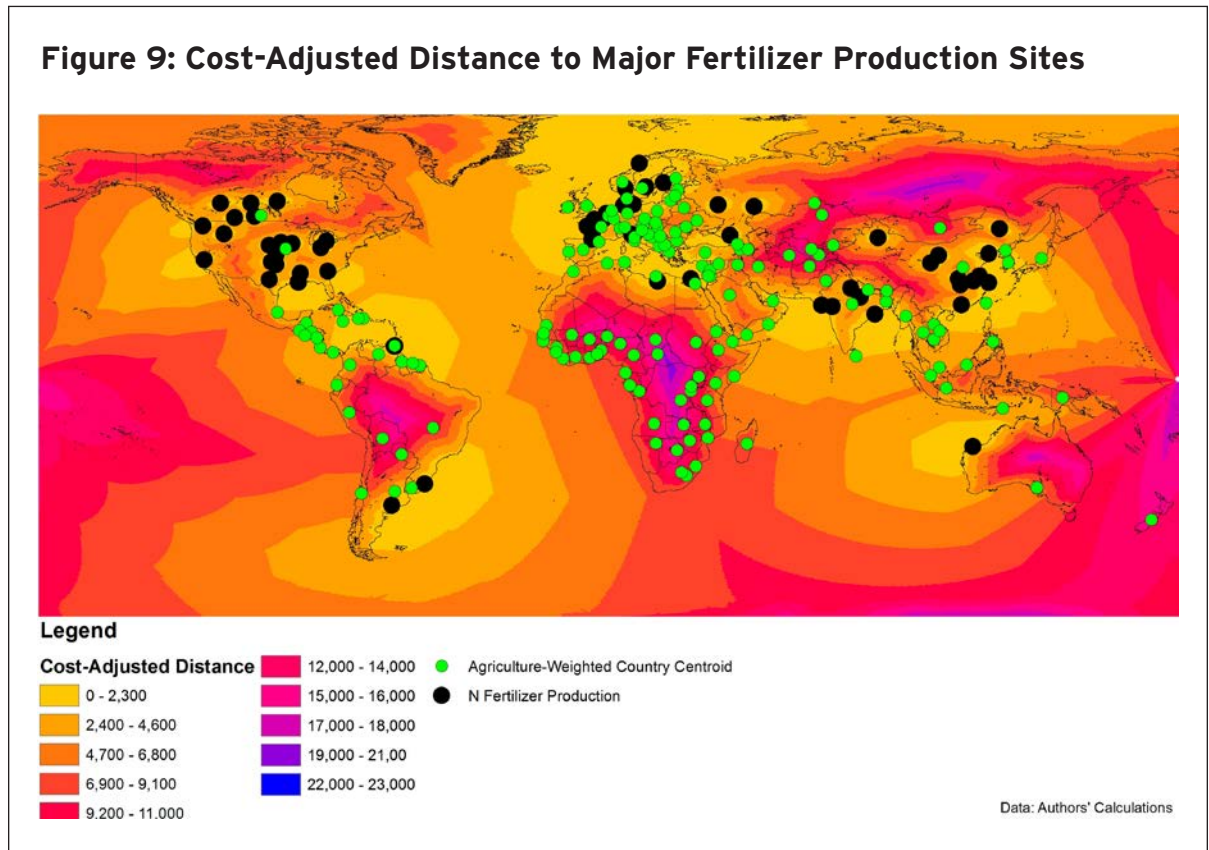 Figure 9: Cost-Adjusted Distance to Major Fertilizer Production Sites
Legend
Cost-Adjusted Distance
0 - 2,300
2,400 - 4,600
4,700 - 6,800
6,900 - 9,100
9,200 - 11,000
12,000 - 14,000
15,000 - 16,000
17,000 - 18,000
19,000 - 21,00
22,000 - 23,000
Agriculture-Weighted Country Centroid
N Fertilizer Production
Data: Authors' Calculations